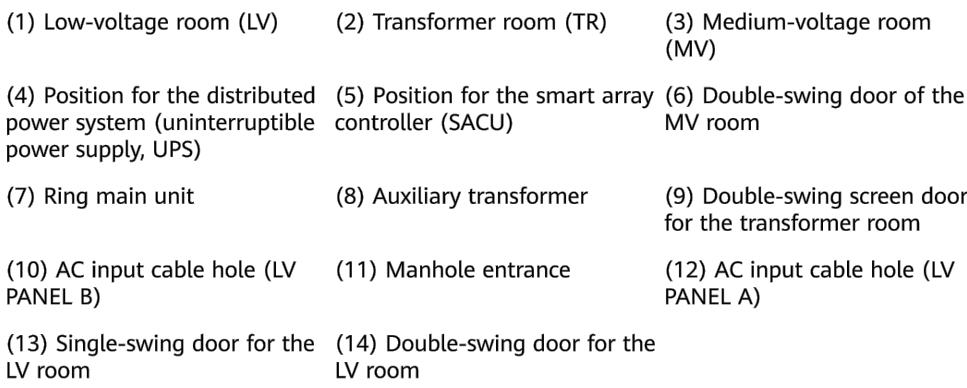 (1) Low-voltage room (LV)
(2) Transformer room (TR)
(3) Medium-voltage room
(MV)
(4) Position for the distributed
power system (uninterruptible
power supply, UPS)
(5) Position for the smart array
controller (SACU)
(6) Double-swing door of the
MV room
(7) Ring main unit
(8) Auxiliary transformer
(9) Double-swing screen door
for the transformer room
(10) AC input cable hole (LV
PANEL B)
(11) Manhole entrance
(12) AC input cable hole (LV
PANEL A)
(13) Single-swing door for the
LV room
(14) Double-swing door for the
LV room